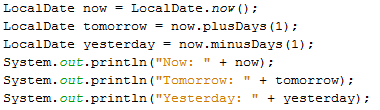 LocalDate now = LocalDate.now();
LocalDate tomorrow = now.plusDays(1);
LocalDate yesterday = now.minusDays(1);
System.out.println("Now: " + now);
System.out.println("Tomorrow: " + tomorrow);
System.out.println("Yesterday: " + yesterday);